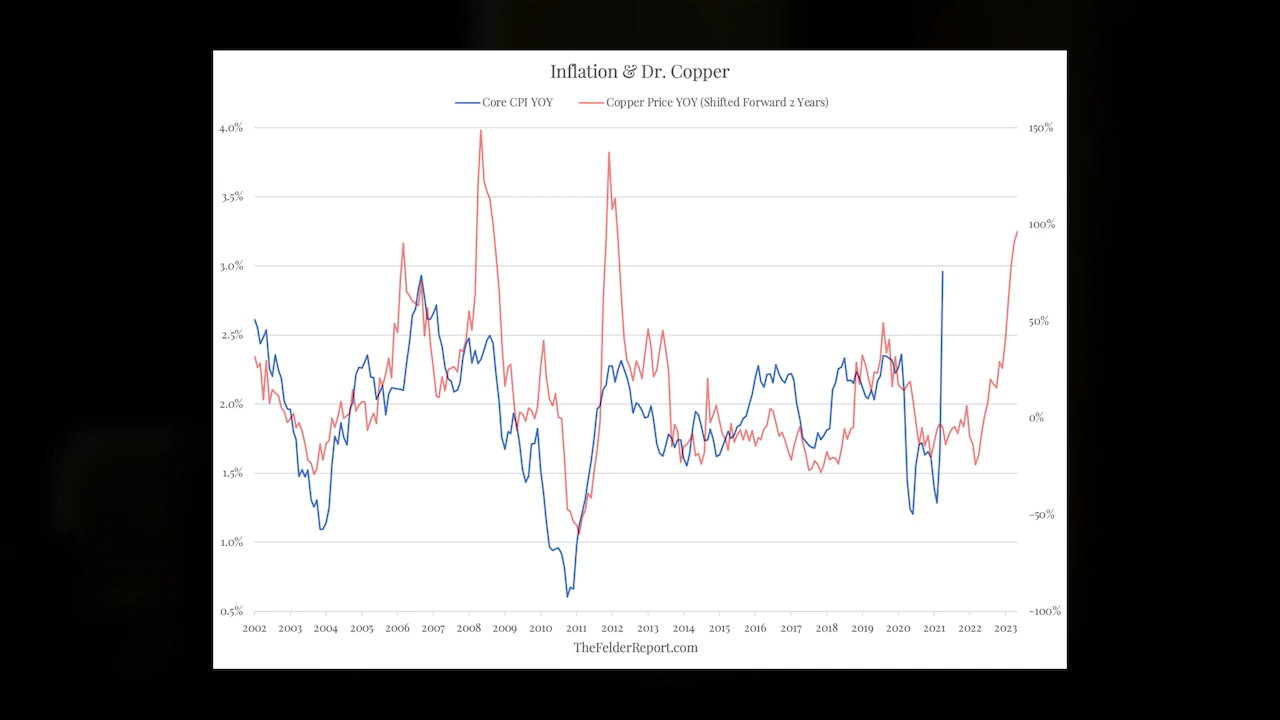 Inflation & Dr. Copper
Core CPI YOY Copper Price YOY (Shifted Forward 2 Years)
4.0% 150%
3.5%
100%
3.0%
2.5% 50%
2.0% 0%
1.5%
-50%
1.0%
0.5% -100%
2002 2003 2004 2005 2006 2007 2008 2009 2010 2011 2012 2013 2014 2015 2016 2017 2018 2019 2020 2021 2022 2023
TheFelderReport.com